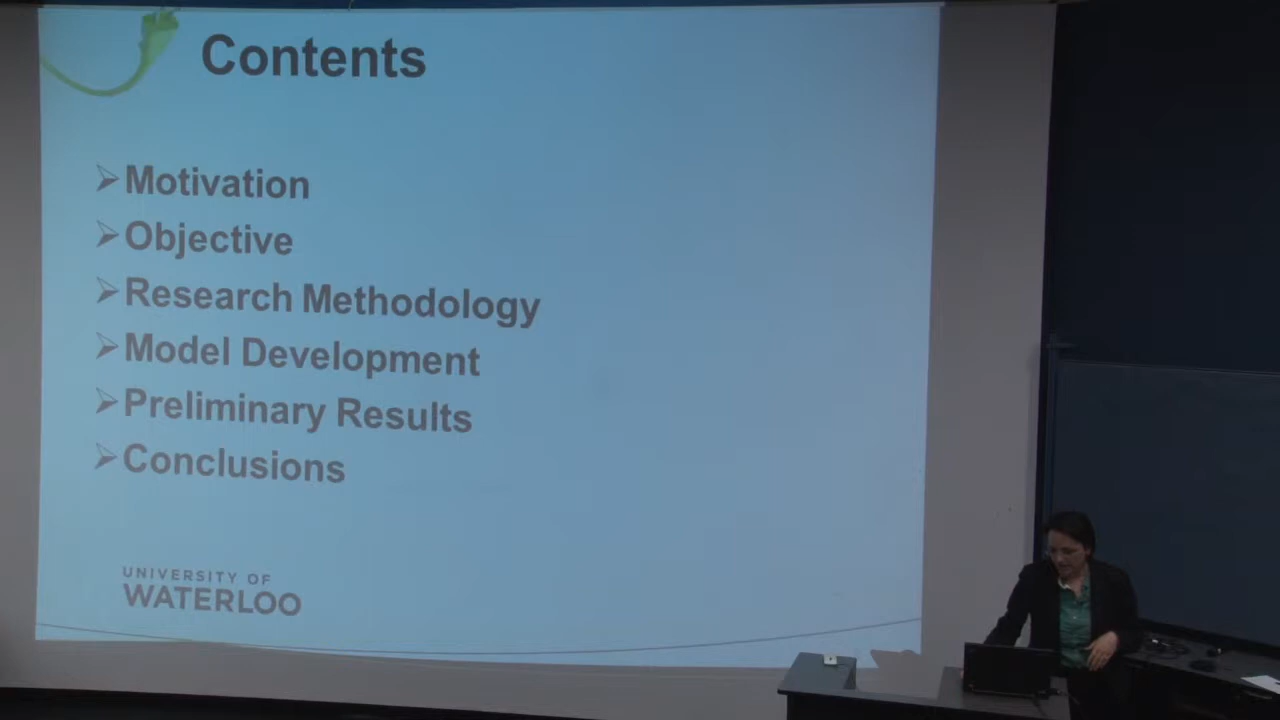 Contents
Motivation
Objective
Research Methodology
Model Development
Preliminary Results
Conclusions
UNIVERSITY OF
WATERLOO